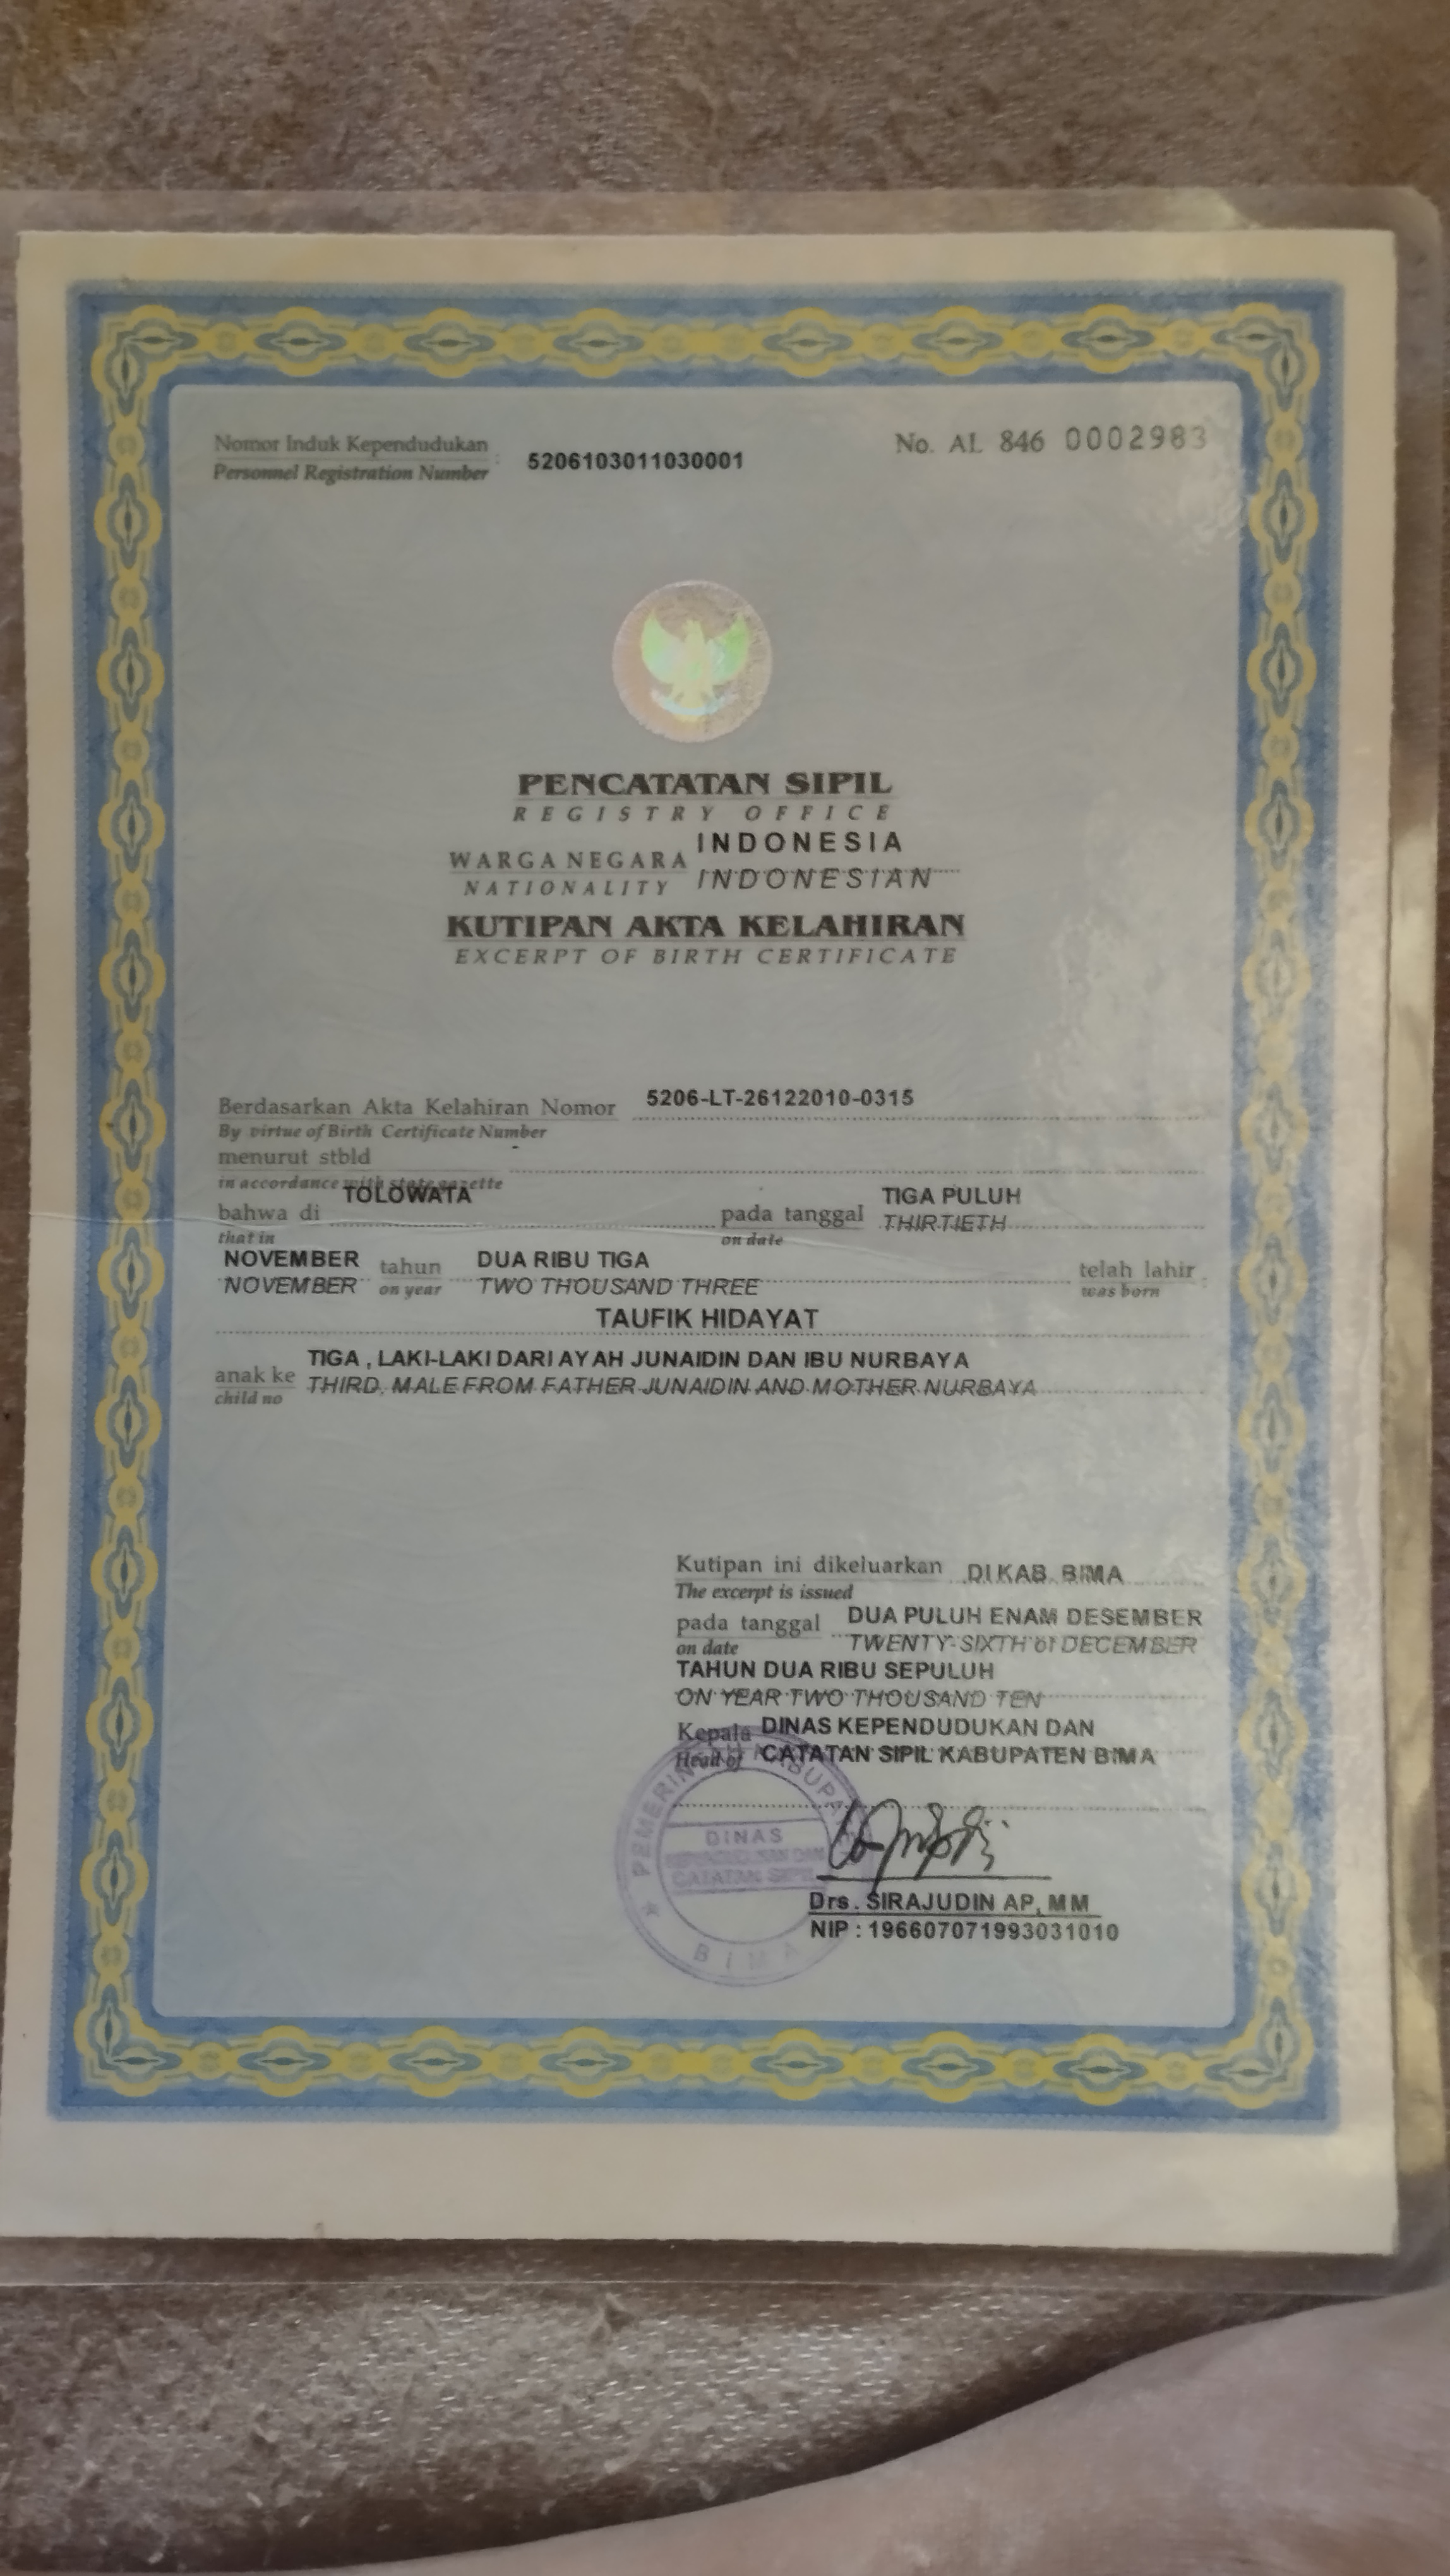 Nomor Induk Kependudukan : 5206103011030001
Personnel Registration Number
No. AL 846 0002983
PENCATATAN SIPIL
REGISTRY OFFICE
WARGA NEGARA INDONESIA
NATIONALITY INDONESIAN
KUTIPAN AKTA KELAHIRAN
EXCERPT OF BIRTH CERTIFICATE
Berdasarkan Akta Kelahiran Nomor 5206-LT-26122010-0315
By virtue of Birth Certificate Number
menurut stbld -
in accordance with state gazette
bahwa di TOLOWATA pada tanggal TIGA PULUH
that in on date THIRTIETH
NOVEMBER tahun DUA RIBU TIGA telah lahir :
NOVEMBER on year TWO THOUSAND THREE was born
TAUFIK HIDAYAT
anak ke TIGA , LAKI-LAKI DARI AYAH JUNAIDIN DAN IBU NURBAYA
child no THIRD, MALE FROM FATHER JUNAIDIN AND MOTHER NURBAYA
Kutipan ini dikeluarkan DI KAB. BIMA
The excerpt is issued
pada tanggal DUA PULUH ENAM DESEMBER
on date TWENTY-SIXTH of DECEMBER
TAHUN DUA RIBU SEPULUH
ON YEAR TWO THOUSAND TEN
Kepala DINAS KEPENDUDUKAN DAN
Head of CATATAN SIPIL KABUPATEN BIMA
DINAS
KEPENDUDUKAN DAN
CATATAN SIPIL
BIMA
Drs. SIRAJUDIN AP, MM
NIP : 196607071993031010